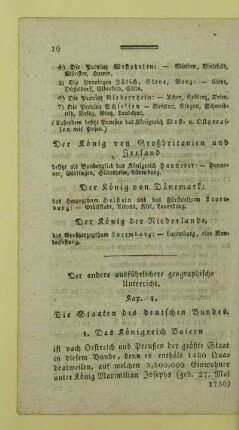 16
4) Die Provinz Westphalen: — Minden, Bielefeld,
Münster, Hamm.
5) Die Provinzen Jülich, Cleve, Berg: — Cleve,
Düsseldorf, Elberfeld, Cöln.
6) Die Provinz Niederrhein: — Achen, Coblenz, Trier.
7) Die Provinz Schlesien — Breslau, Glogau, Schweid-
nitz, Brieg, Glatz, Landshut.
(Ausserdem besitzt Preussen das Königreich West- u. Ostpreus-
sen mit Posen.)
Der König von Großbritanien und
Irrland
besitzt als Bundesglied das Königreich Hannover: — Hanno-
ver, Göttingen, Hildesheim, Lüneburg.
Der König von Dänemark:
das Herzogthum Holstein und das Fürstenthum Lauen-
burg: — Glückstadt, Altona, Kiel, Lauenburg.
Der König der Niederlande,
das Großherzogthum Luxemburg: — Luxemburg, eine Bun-
desfestung.
Der andere ausführlichere geographische
Unterricht.
Kap. 1.
Die Staaten des deutschen Bundes.
1. Das Königreich Baiern
ist nach Oestreich und Preußen der größte Staat
in diesem Bunde, denn es enthält 1450 Qua-
dratmeilen, auf welchen 3,500,000 Einwohner
unter König Maximilian Josephs (geb. 27. Mai
1756)